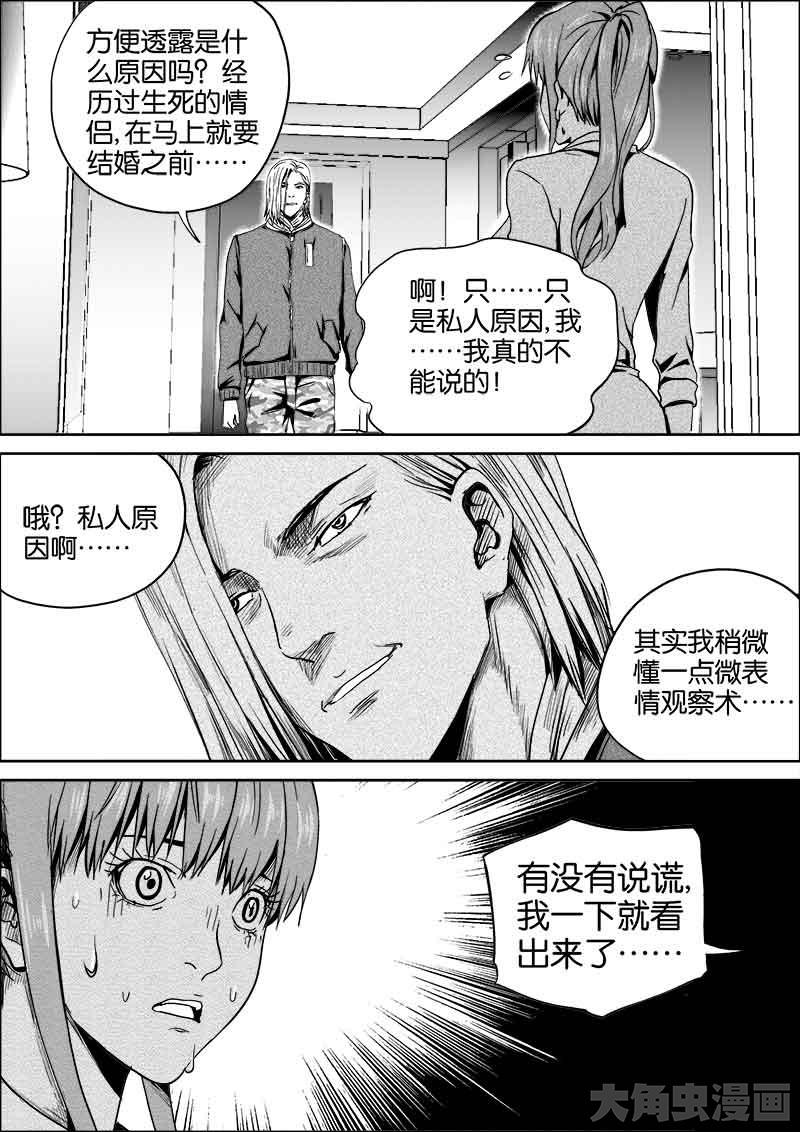 方便透露是什
么原因吗？经
历过生死的情
侣,在马上就要
结婚之前……
啊！只……只
是私人原因,我
……我真的不
能说的！
哦？私人原
因啊……
其实我稍微
懂一点微表
情观察术……
有没有说谎,
我一下就看
出来了……
大角虫漫画